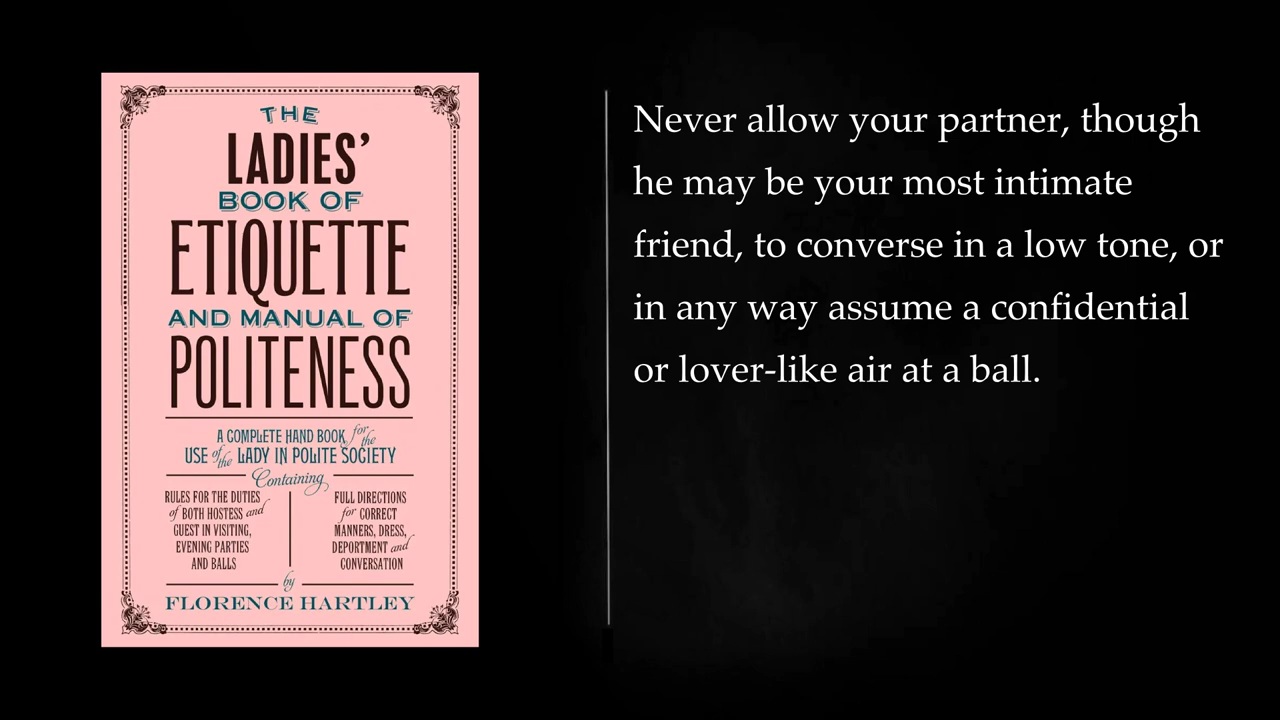 THE
LADIES'
BOOK OF
ETIQUETTE
AND MANUAL OF
POLITENESS
A COMPLETE HAND BOOK for the
USE of the LADY IN POLITE SOCIETY
Containing
RULES FOR THE DUTIES
of BOTH HOSTESS and
GUEST IN VISITING,
EVENING PARTIES
AND BALLS
FULL DIRECTIONS
for CORRECT
MANNERS, DRESS,
DEPORTMENT and
CONVERSATION
by
FLORENCE HARTLEY
Never allow your partner, though
he may be your most intimate
friend, to converse in a low tone, or
in any way assume a confidential
or lover-like air at a ball.